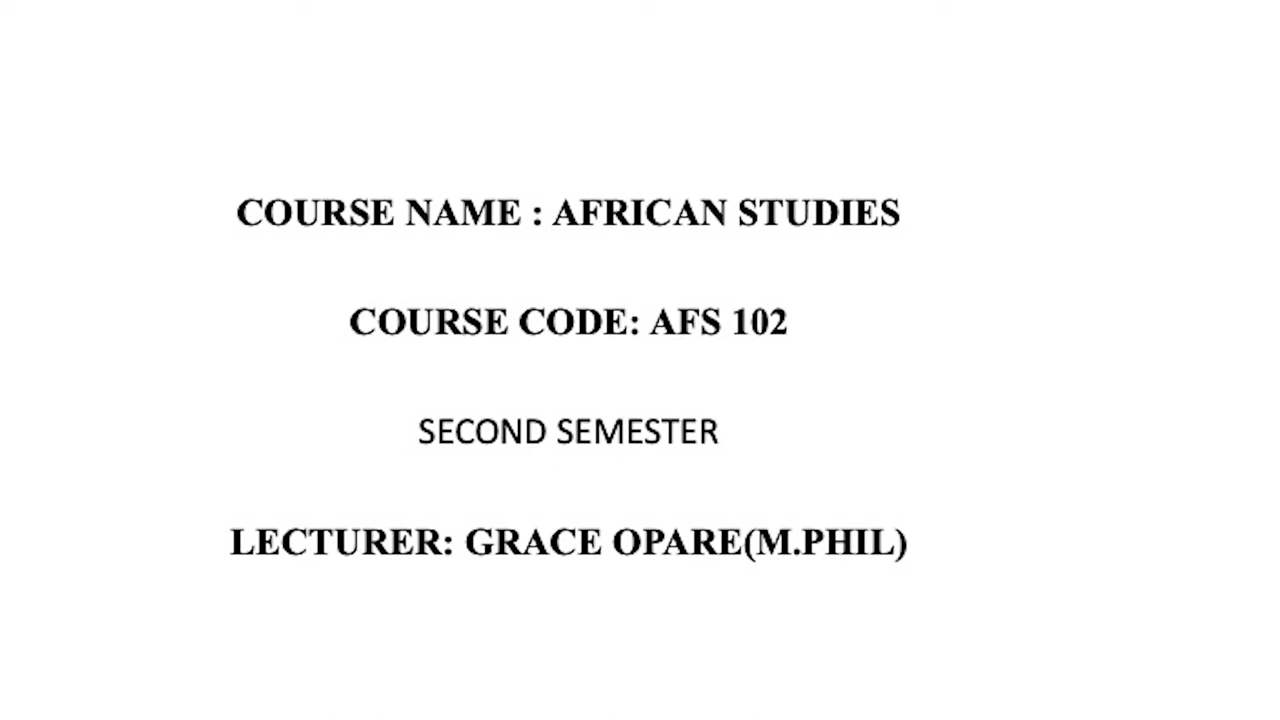 COURSE NAME : AFRICAN STUDIES
COURSE CODE: AFS 102
SECOND SEMESTER
LECTURER: GRACE OPARE(M.PHIL)